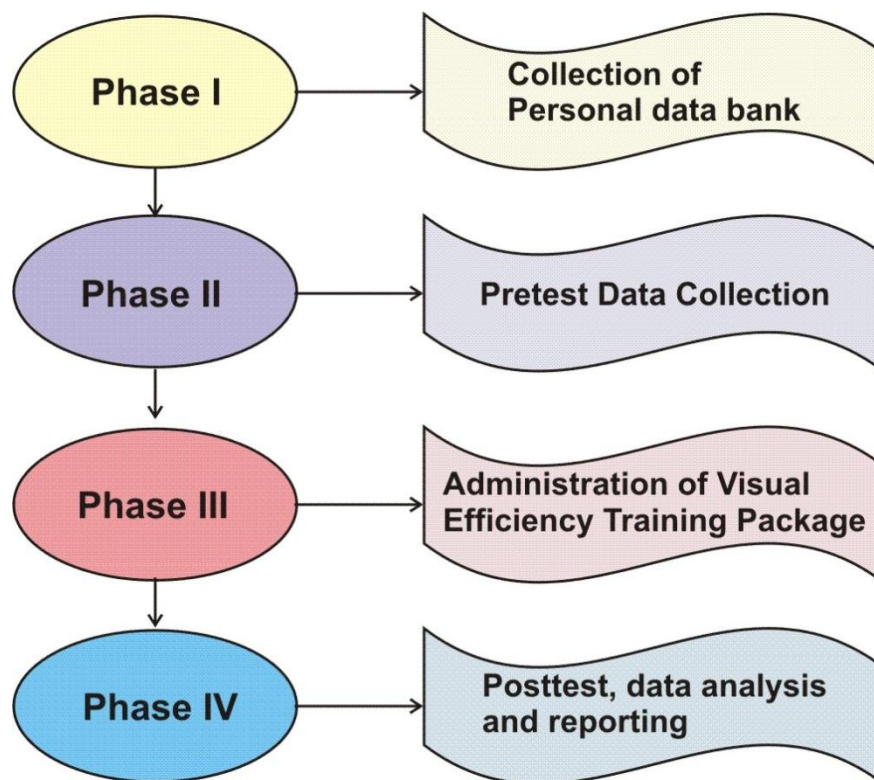 Phase I
Collection of
Personal data bank
Phase II
Pretest Data Collection
Phase III
Administration of Visual
Efficiency Training Package
Phase IV
Posttest, data analysis
and reporting